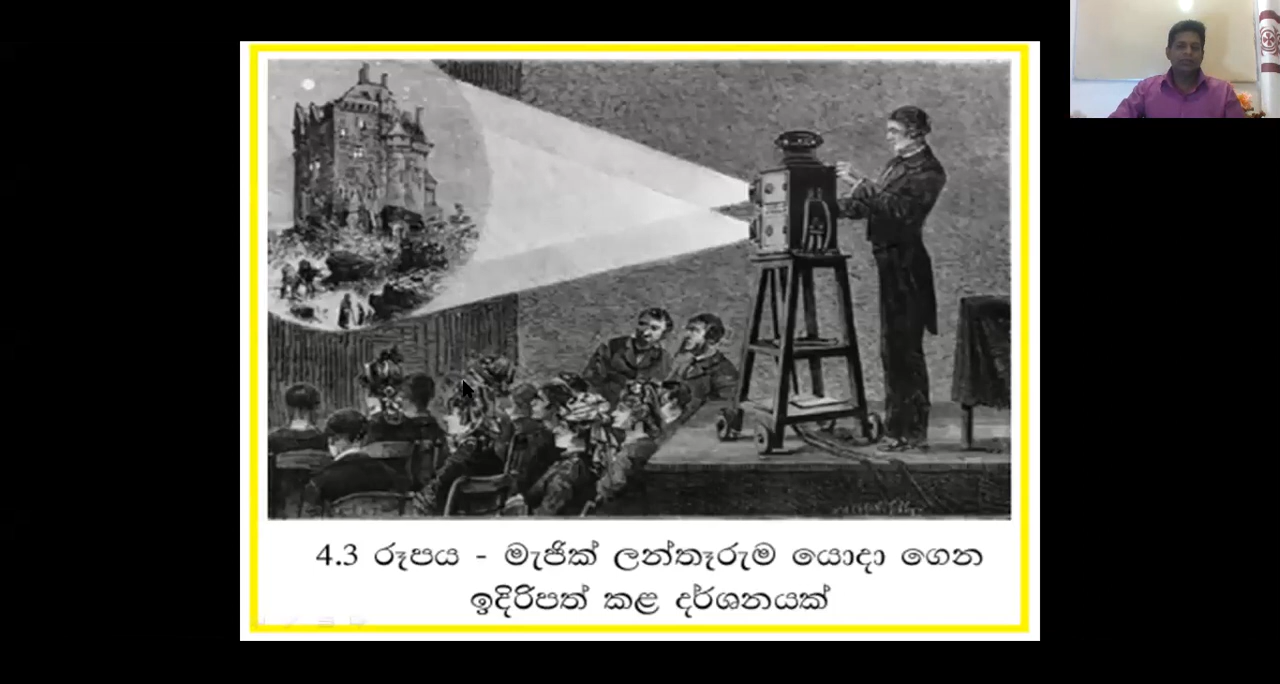 4.3 රූපය - මැජික් ලන්තෑරුම යොදා ගෙන
ඉදිරිපත් කළ දර්ශනයක්